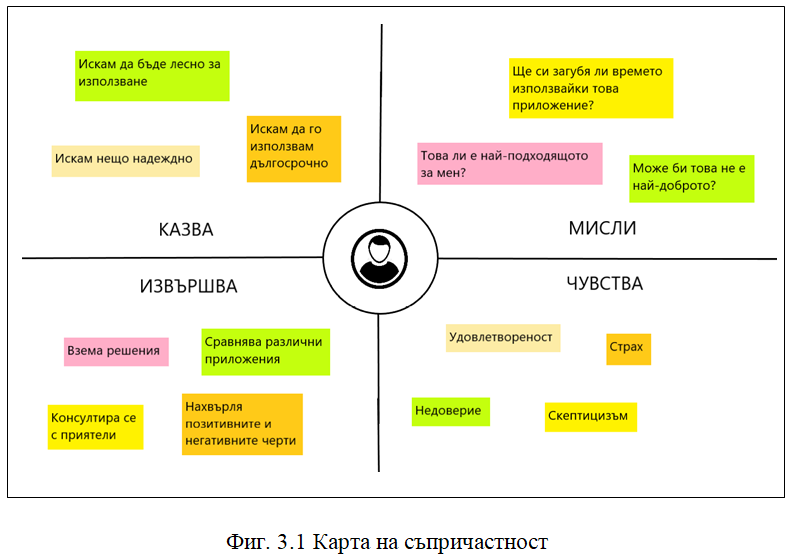 Искам да бъде лесно за
използване
Искам нещо надеждно
Искам да го
използвам
дългосрочно
КАЗВА
Ще си загубя ли времето
използвайки това
приложение?
Това ли е най-подходящото
за мен?
Може би това не е
най-доброто?
МИСЛИ
ИЗВЪРШВА
Взема решения
Сравнява различни
приложения
Консултира се
с приятели
Нахвърля
позитивните и
негативните черти
ЧУВСТВА
Удовлетвореност
Страх
Недоверие
Скептицизъм
Фиг. 3.1 Карта на съпричастност